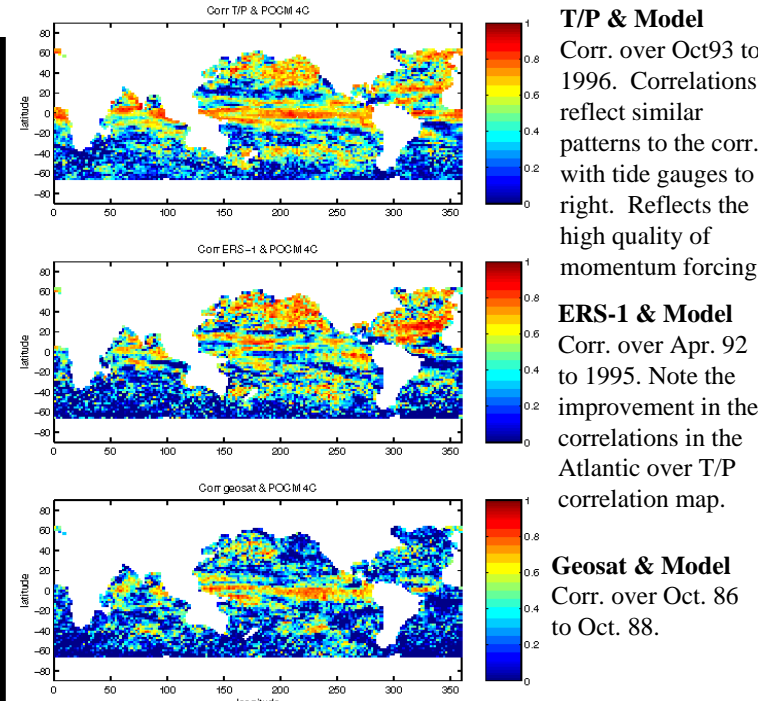 Corr T/P & POCM 4C
80
60
40
20
0
−20
−40
−60
−80
latitude
0 50 100 150 200 250 300 350
1
0.8
0.6
0.4
0.2
0
T/P & Model
Corr. over Oct93 to
1996. Correlations
reflect similar
patterns to the corr.
with tide gauges to
right. Reflects the
high quality of
momentum forcing
Corr ERS−1 & POCM 4C
80
60
40
20
0
−20
−40
−60
−80
latitude
0 50 100 150 200 250 300 350
1
0.8
0.6
0.4
0.2
0
ERS-1 & Model
Corr. over Apr. 92
to 1995. Note the
improvement in the
correlations in the
Atlantic over T/P
correlation map.
Corr geosat & POCM 4C
80
60
40
20
0
−20
−40
−60
−80
latitude
0 50 100 150 200 250 300 350
1
0.8
0.6
0.4
0.2
0
Geosat & Model
Corr. over Oct. 86
to Oct. 88.